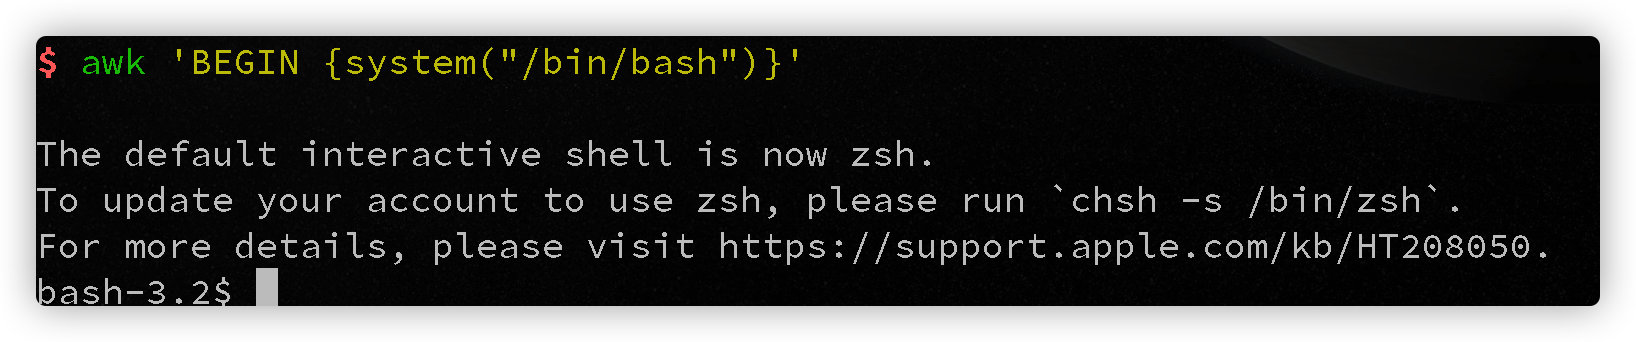 $ awk 'BEGIN {system("/bin/bash")}'
The default interactive shell is now zsh.
To update your account to use zsh, please run `chsh -s /bin/zsh`.
For more details, please visit https://support.apple.com/kb/HT208050.
bash-3.2$